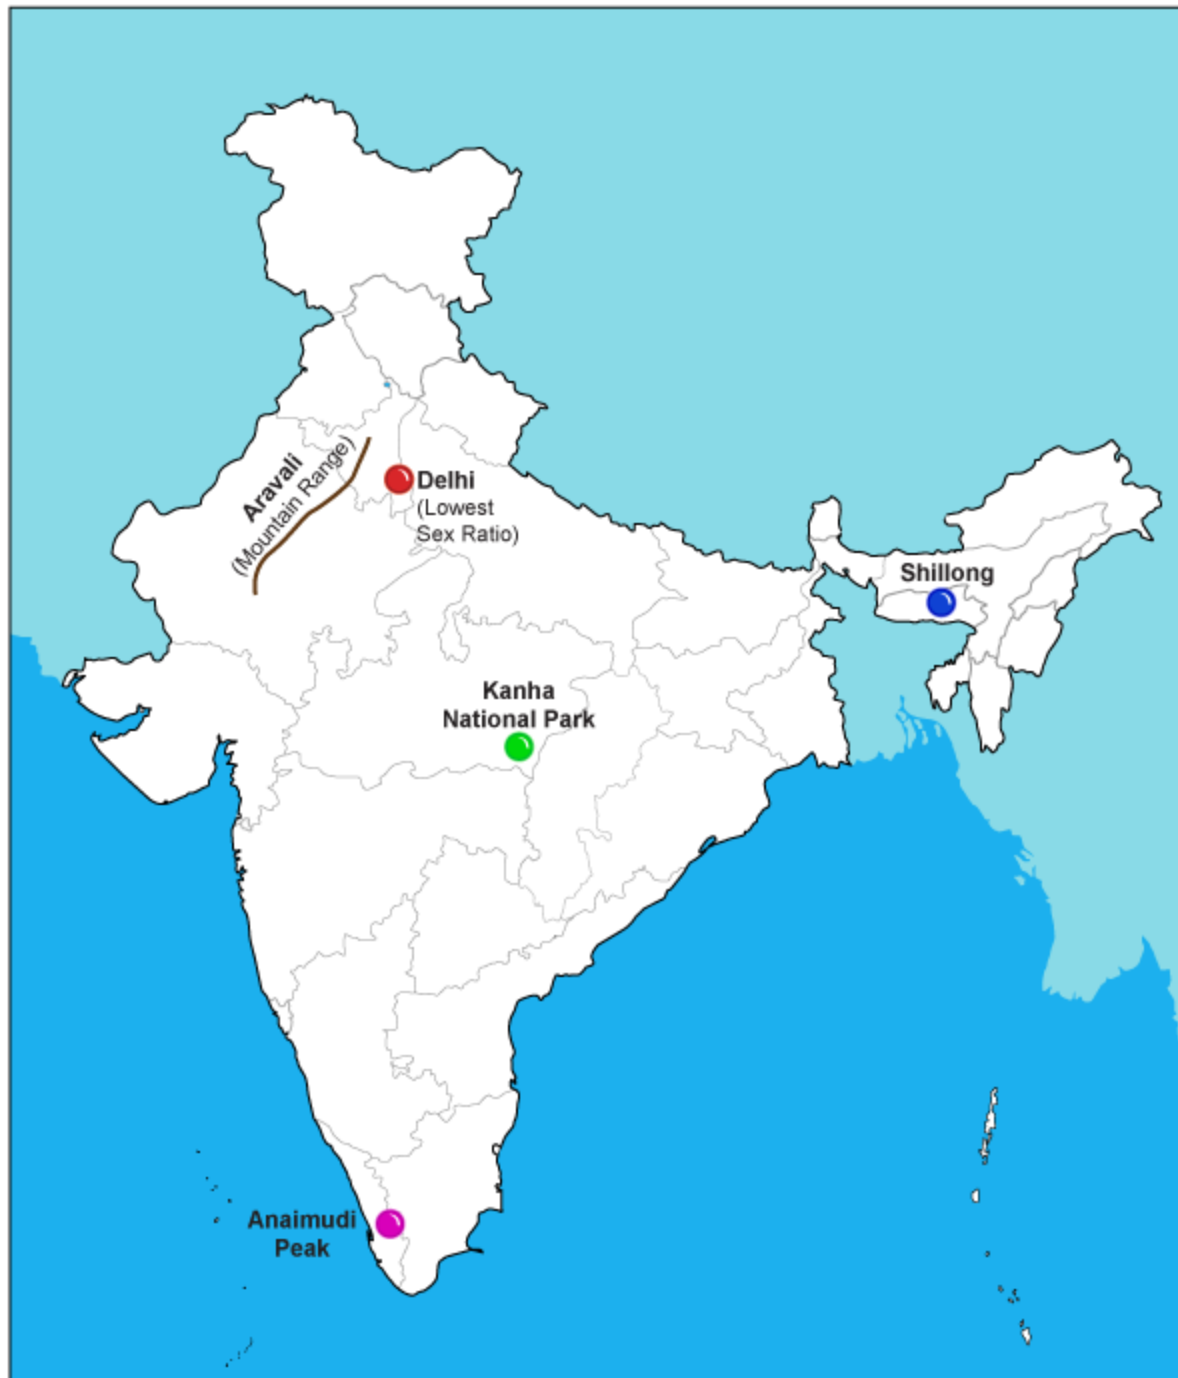 Aravali
(Mountain Range)
Delhi
(Lowest
Sex Ratio)
Shillong
Kanha
National Park
Anaimudi
Peak